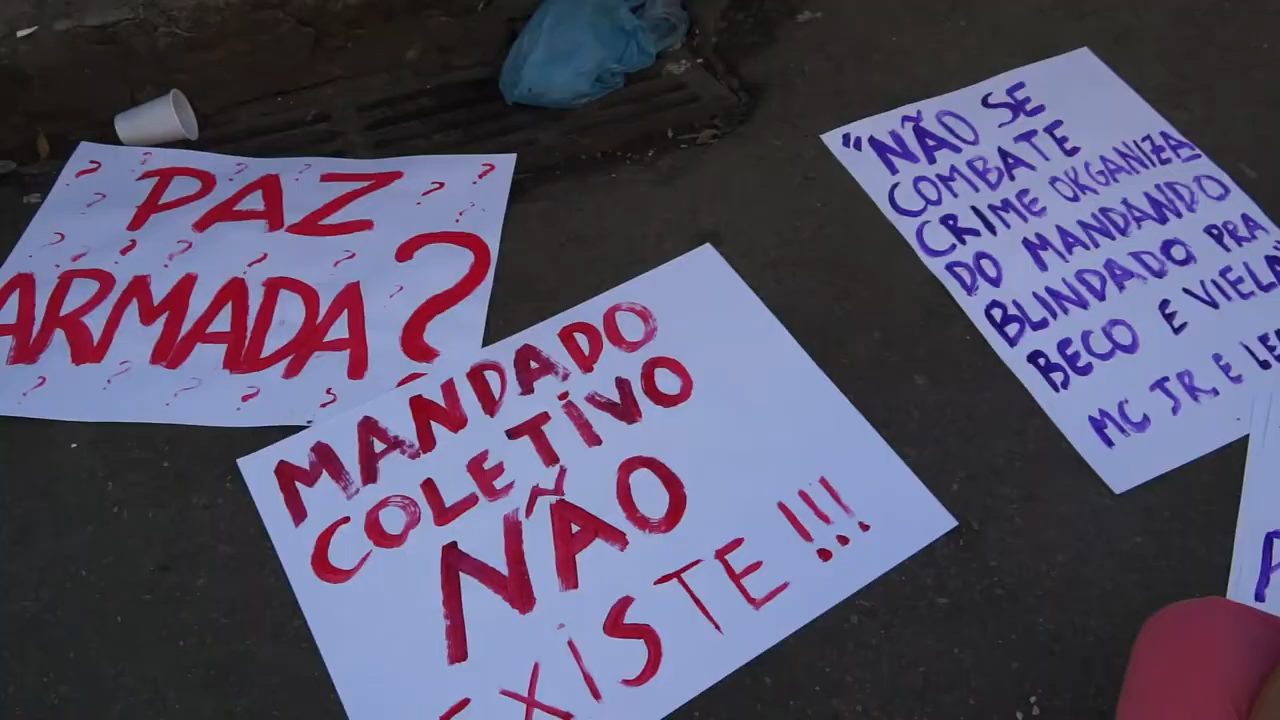 PAZ
ARMADA?
MANDADO
COLETIVO
NÃO
EXISTE!!!
"NÃO SE
COMBATE
CRIME ORGANIZA
DO MANDANDO
BLINDADO PRA
BECO E VIELA"
MC JR. E